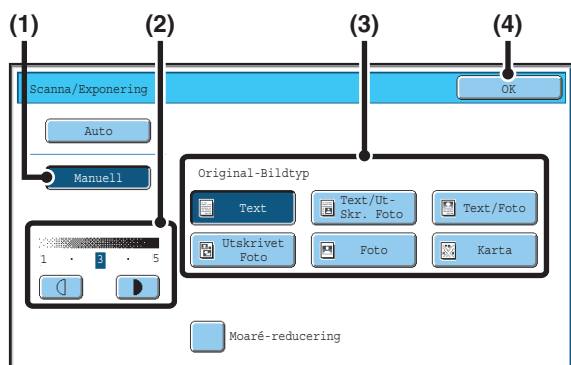 (1) (2) (3) (4)
Scanna/Exponering OK
Auto
Manuell
Original-Bildtyp
Text
Text/Ut-
Skr. Foto
Text/Foto
Utskrivet
Foto
Foto
Karta
1 · 3 · 5
Moaré-reducering